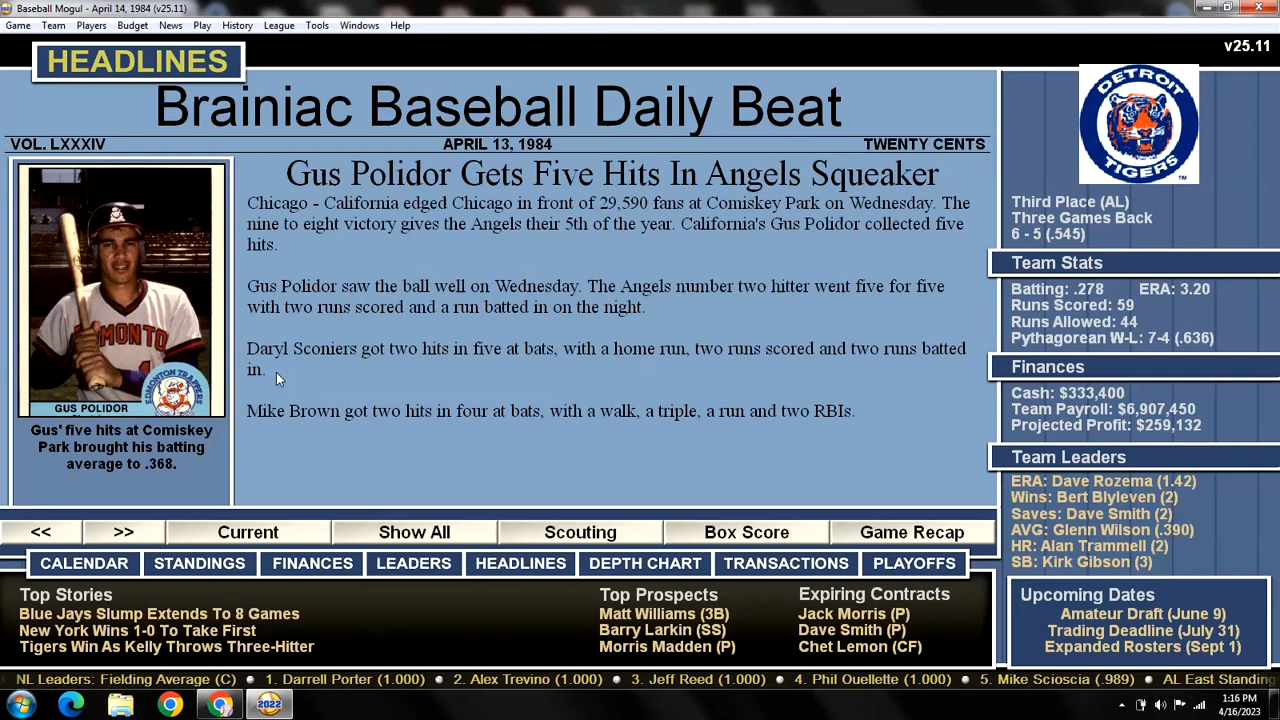 Baseball Mogul - April 14, 1984 (v25.11)
Game Team Players Budget News Play History League Tools Windows Help
HEADLINES
v25.11
Brainiac Baseball Daily Beat
VOL. LXXXIV APRIL 13, 1984 TWENTY CENTS
Gus Polidor Gets Five Hits In Angels Squeaker
Chicago - California edged Chicago in front of 29,590 fans at Comiskey Park on Wednesday. The
nine to eight victory gives the Angels their 5th of the year. California's Gus Polidor collected five
hits.
Gus Polidor saw the ball well on Wednesday. The Angels number two hitter went five for five
with two runs scored and a run batted in on the night.
Daryl Sconiers got two hits in five at bats, with a home run, two runs scored and two runs batted
in.
Mike Brown got two hits in four at bats, with a walk, a triple, a run and two RBIs.
EDMONTON
TRAPPERS
GUS POLIDOR
Gus' five hits at Comiskey
Park brought his batting
average to .368.
DETROIT
TIGERS
Third Place (AL)
Three Games Back
6 - 5 (.545)
Team Stats
Batting: .278 ERA: 3.20
Runs Scored: 59
Runs Allowed: 44
Pythagorean W-L: 7-4 (.636)
Finances
Cash: $333,400
Team Payroll: $6,907,450
Projected Profit: $259,132
Team Leaders
ERA: Dave Rozema (1.42)
Wins: Bert Blyleven (2)
Saves: Dave Smith (2)
AVG: Glenn Wilson (.390)
HR: Alan Trammell (2)
SB: Kirk Gibson (3)
<< >> Current Show All Scouting Box Score Game Recap
CALENDAR STANDINGS FINANCES LEADERS HEADLINES DEPTH CHART TRANSACTIONS PLAYOFFS
Top Stories
Blue Jays Slump Extends To 8 Games
New York Wins 1-0 To Take First
Tigers Win As Kelly Throws Three-Hitter
Top Prospects
Matt Williams (3B)
Barry Larkin (SS)
Morris Madden (P)
Expiring Contracts
Jack Morris (P)
Dave Smith (P)
Chet Lemon (CF)
Upcoming Dates
Amateur Draft (June 9)
Trading Deadline (July 31)
Expanded Rosters (Sept 1)
NL Leaders: Fielding Average (C) • 1. Darrell Porter (1.000) • 2. Alex Trevino (1.000) • 3. Jeff Reed (1.000) • 4. Phil Ouellette (1.000) • 5. Mike Scioscia (.989) • AL East Standing
2022
1:16 PM
4/16/2023